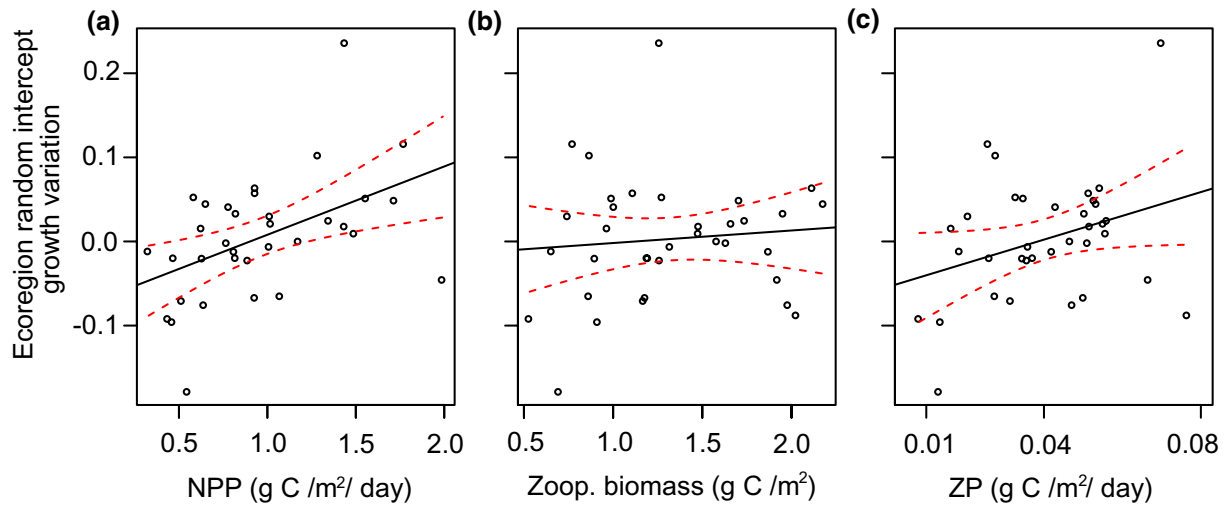 (a)
(b)
(c)
Ecoregion random intercept
growth variation
0.2
0.1
0.0
-0.1
0.5 1.0 1.5 2.0
0.5 1.0 1.5 2.0
0.01 0.04 0.08
NPP (g C /m²/ day)
Zoop. biomass (g C /m²)
ZP (g C /m²/ day)